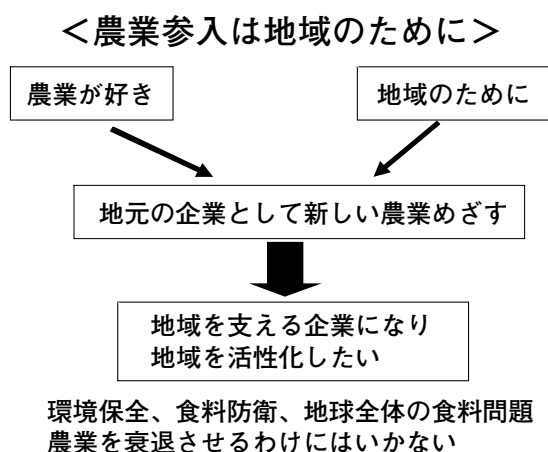 ＜農業参入は地域のために＞
農業が好き
地域のために
地元の企業として新しい農業めざす
地域を支える企業になり
地域を活性化したい
環境保全、食料防衛、地球全体の食料問題
農業を衰退させるわけにはいかない